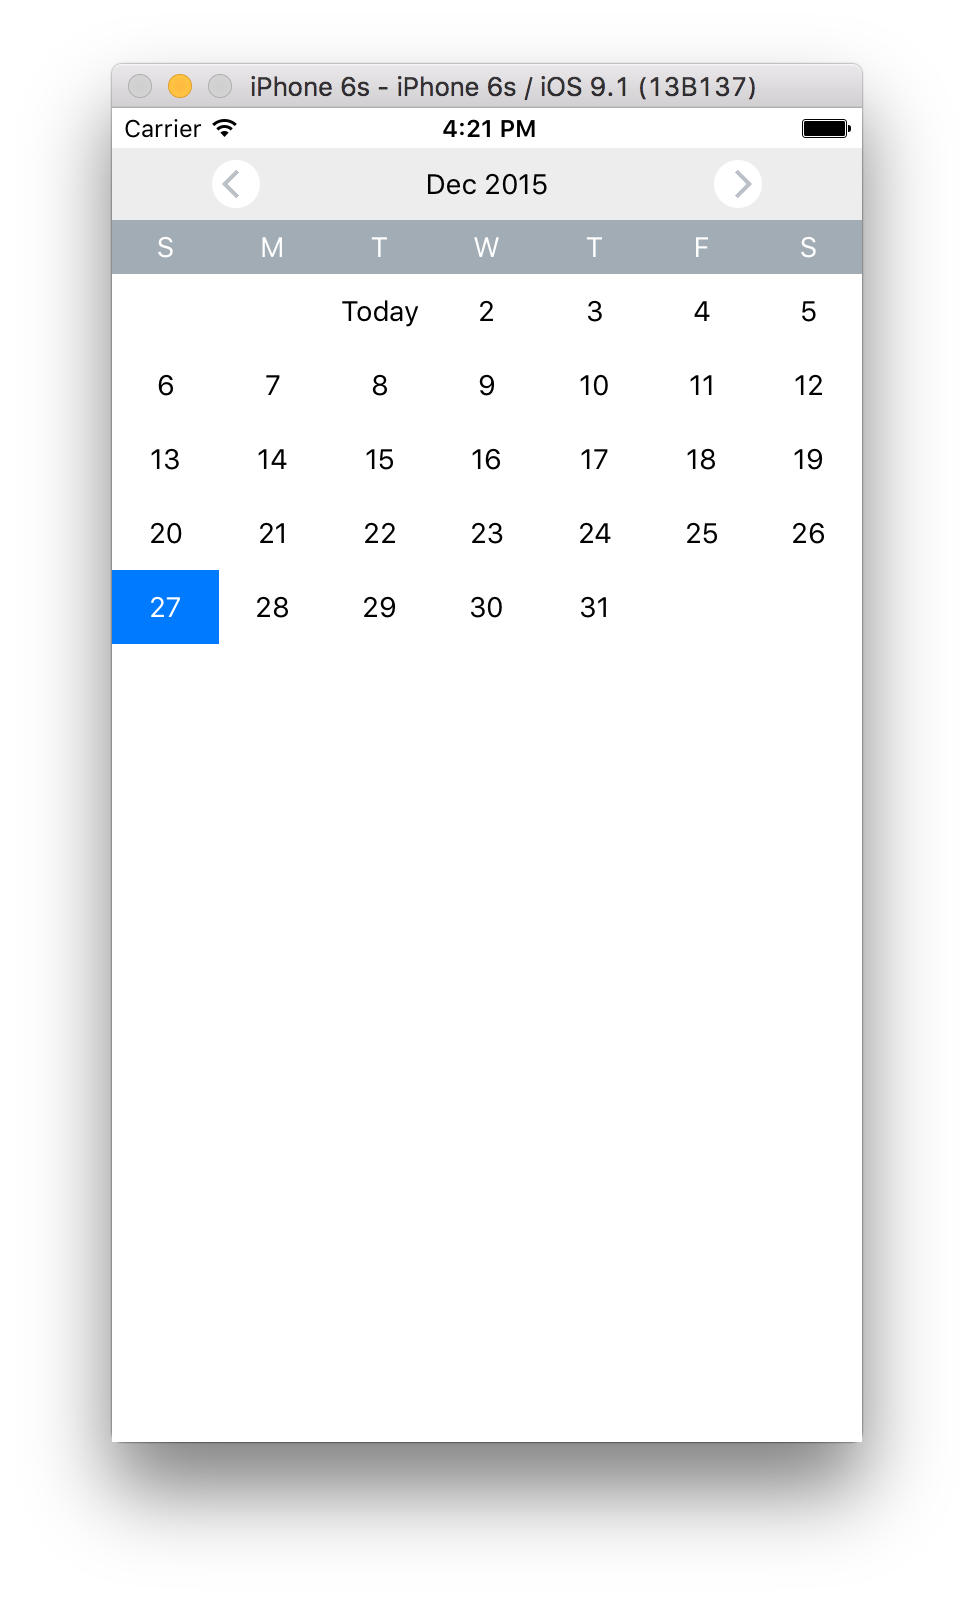 iPhone 6s - iPhone 6s / iOS 9.1 (13B137)
Carrier 4:21 PM
Dec 2015
S M T W T F S
Today 2 3 4 5
6 7 8 9 10 11 12
13 14 15 16 17 18 19
20 21 22 23 24 25 26
27 28 29 30 31